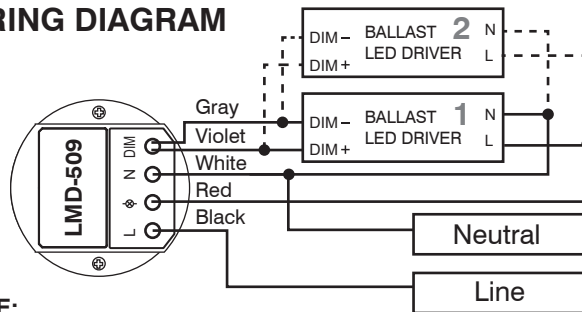 RING DIAGRAM
DIM– BALLAST 2 N
DIM+ LED DRIVER L
DIM– BALLAST 1 N
DIM+ LED DRIVER L
Gray
Violet
White
Red
Black
LMD-509
DIM
N
L
Neutral
Line
E: